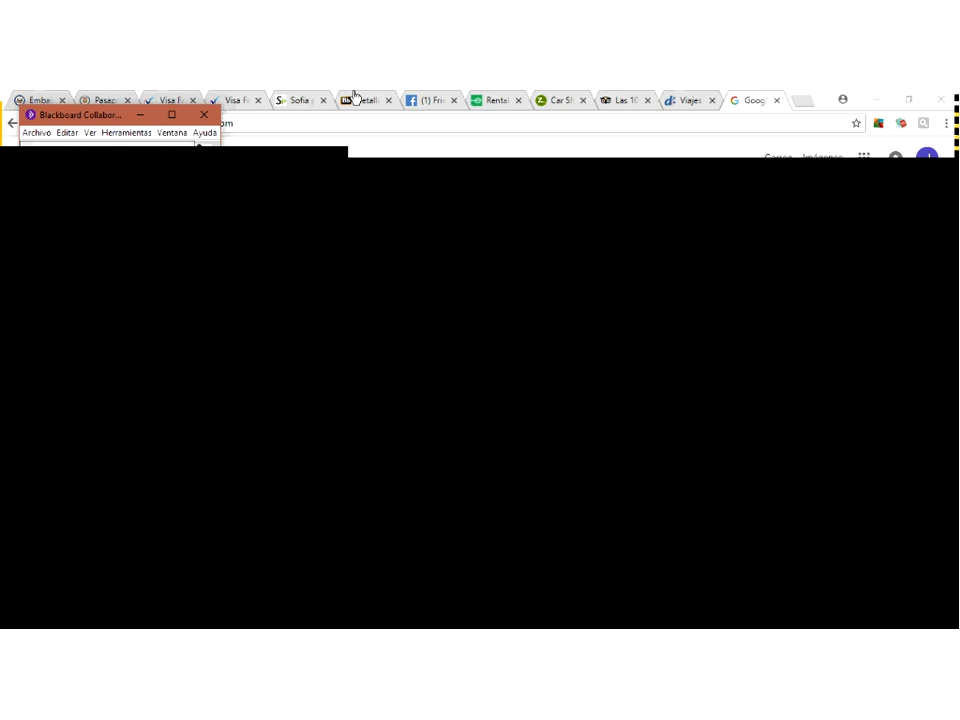 Emba
Pasap
Visa F
Visa F
Sofia
etall
(1) Fri
Rental
Car Sh
Las 10
Viajes
Goog
Blackboard Collabor...
om
Archivo Editar Ver Herramientas Ventana Ayuda
Correo Imágenes